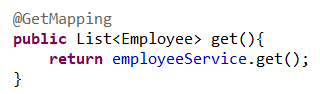 @GetMapping
public List<Employee> get(){
    return employeeService.get();
}